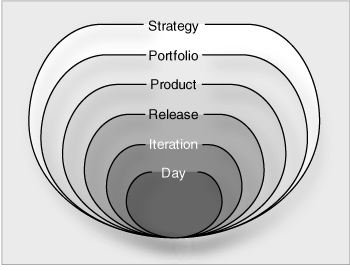 Strategy
Portfolio
Product
Release
Iteration
Day